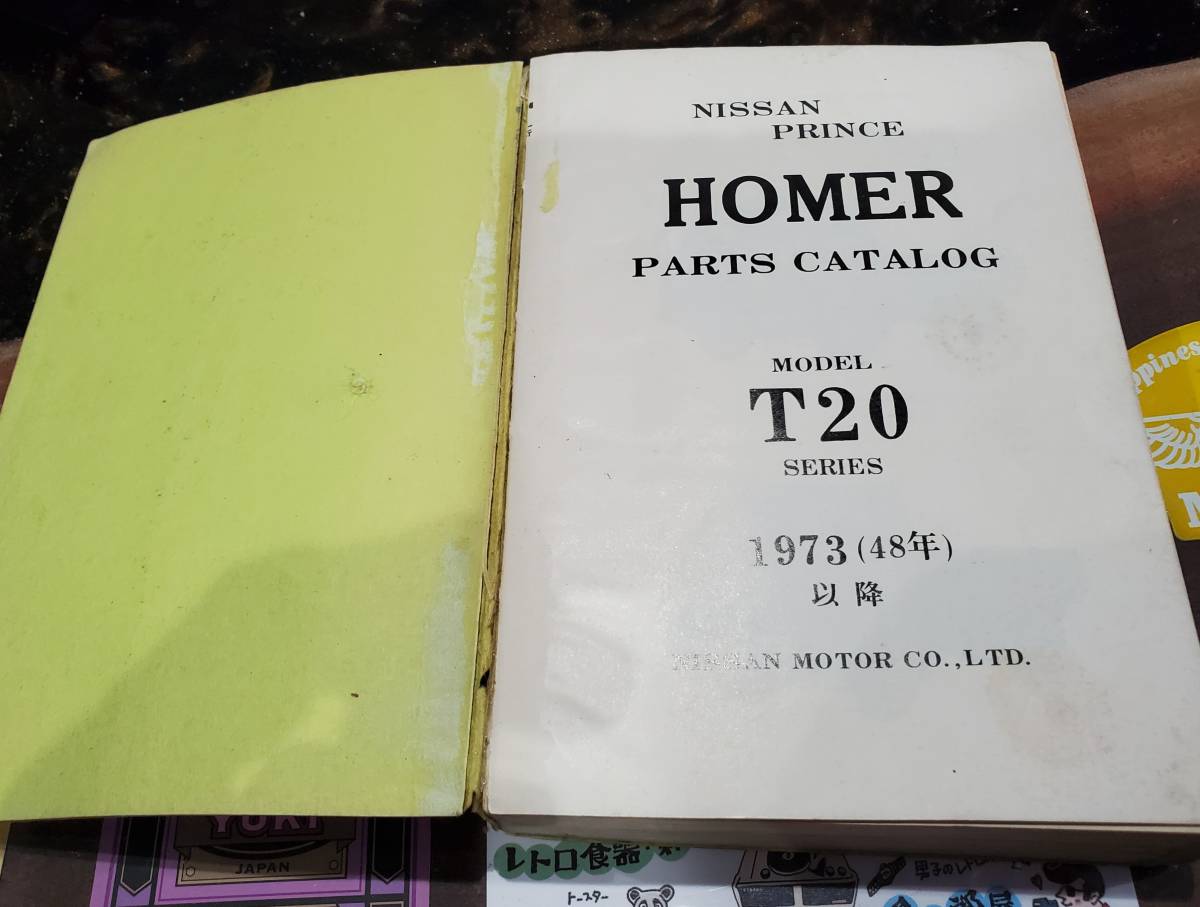 NISSAN
PRINCE
HOMER
PARTS CATALOG
MODEL
T20
SERIES
1973 (48年)
以降
NISSAN MOTOR CO.,LTD.
YUKI
JAPAN
レトロ食器
トースター